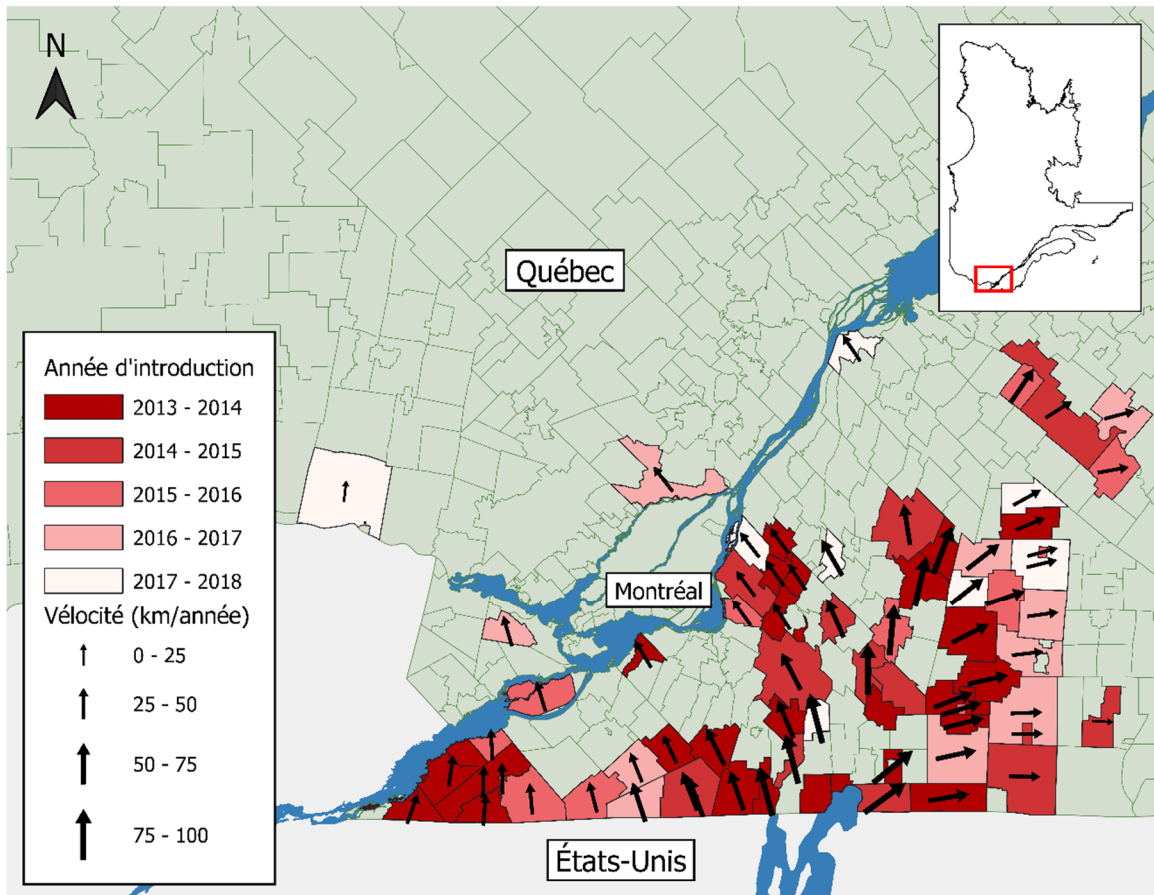 N
Québec
Année d'introduction
2013 - 2014
2014 - 2015
2015 - 2016
2016 - 2017
2017 - 2018
Vélocité (km/année)
0 - 25
25 - 50
50 - 75
75 - 100
Montréal
États-Unis